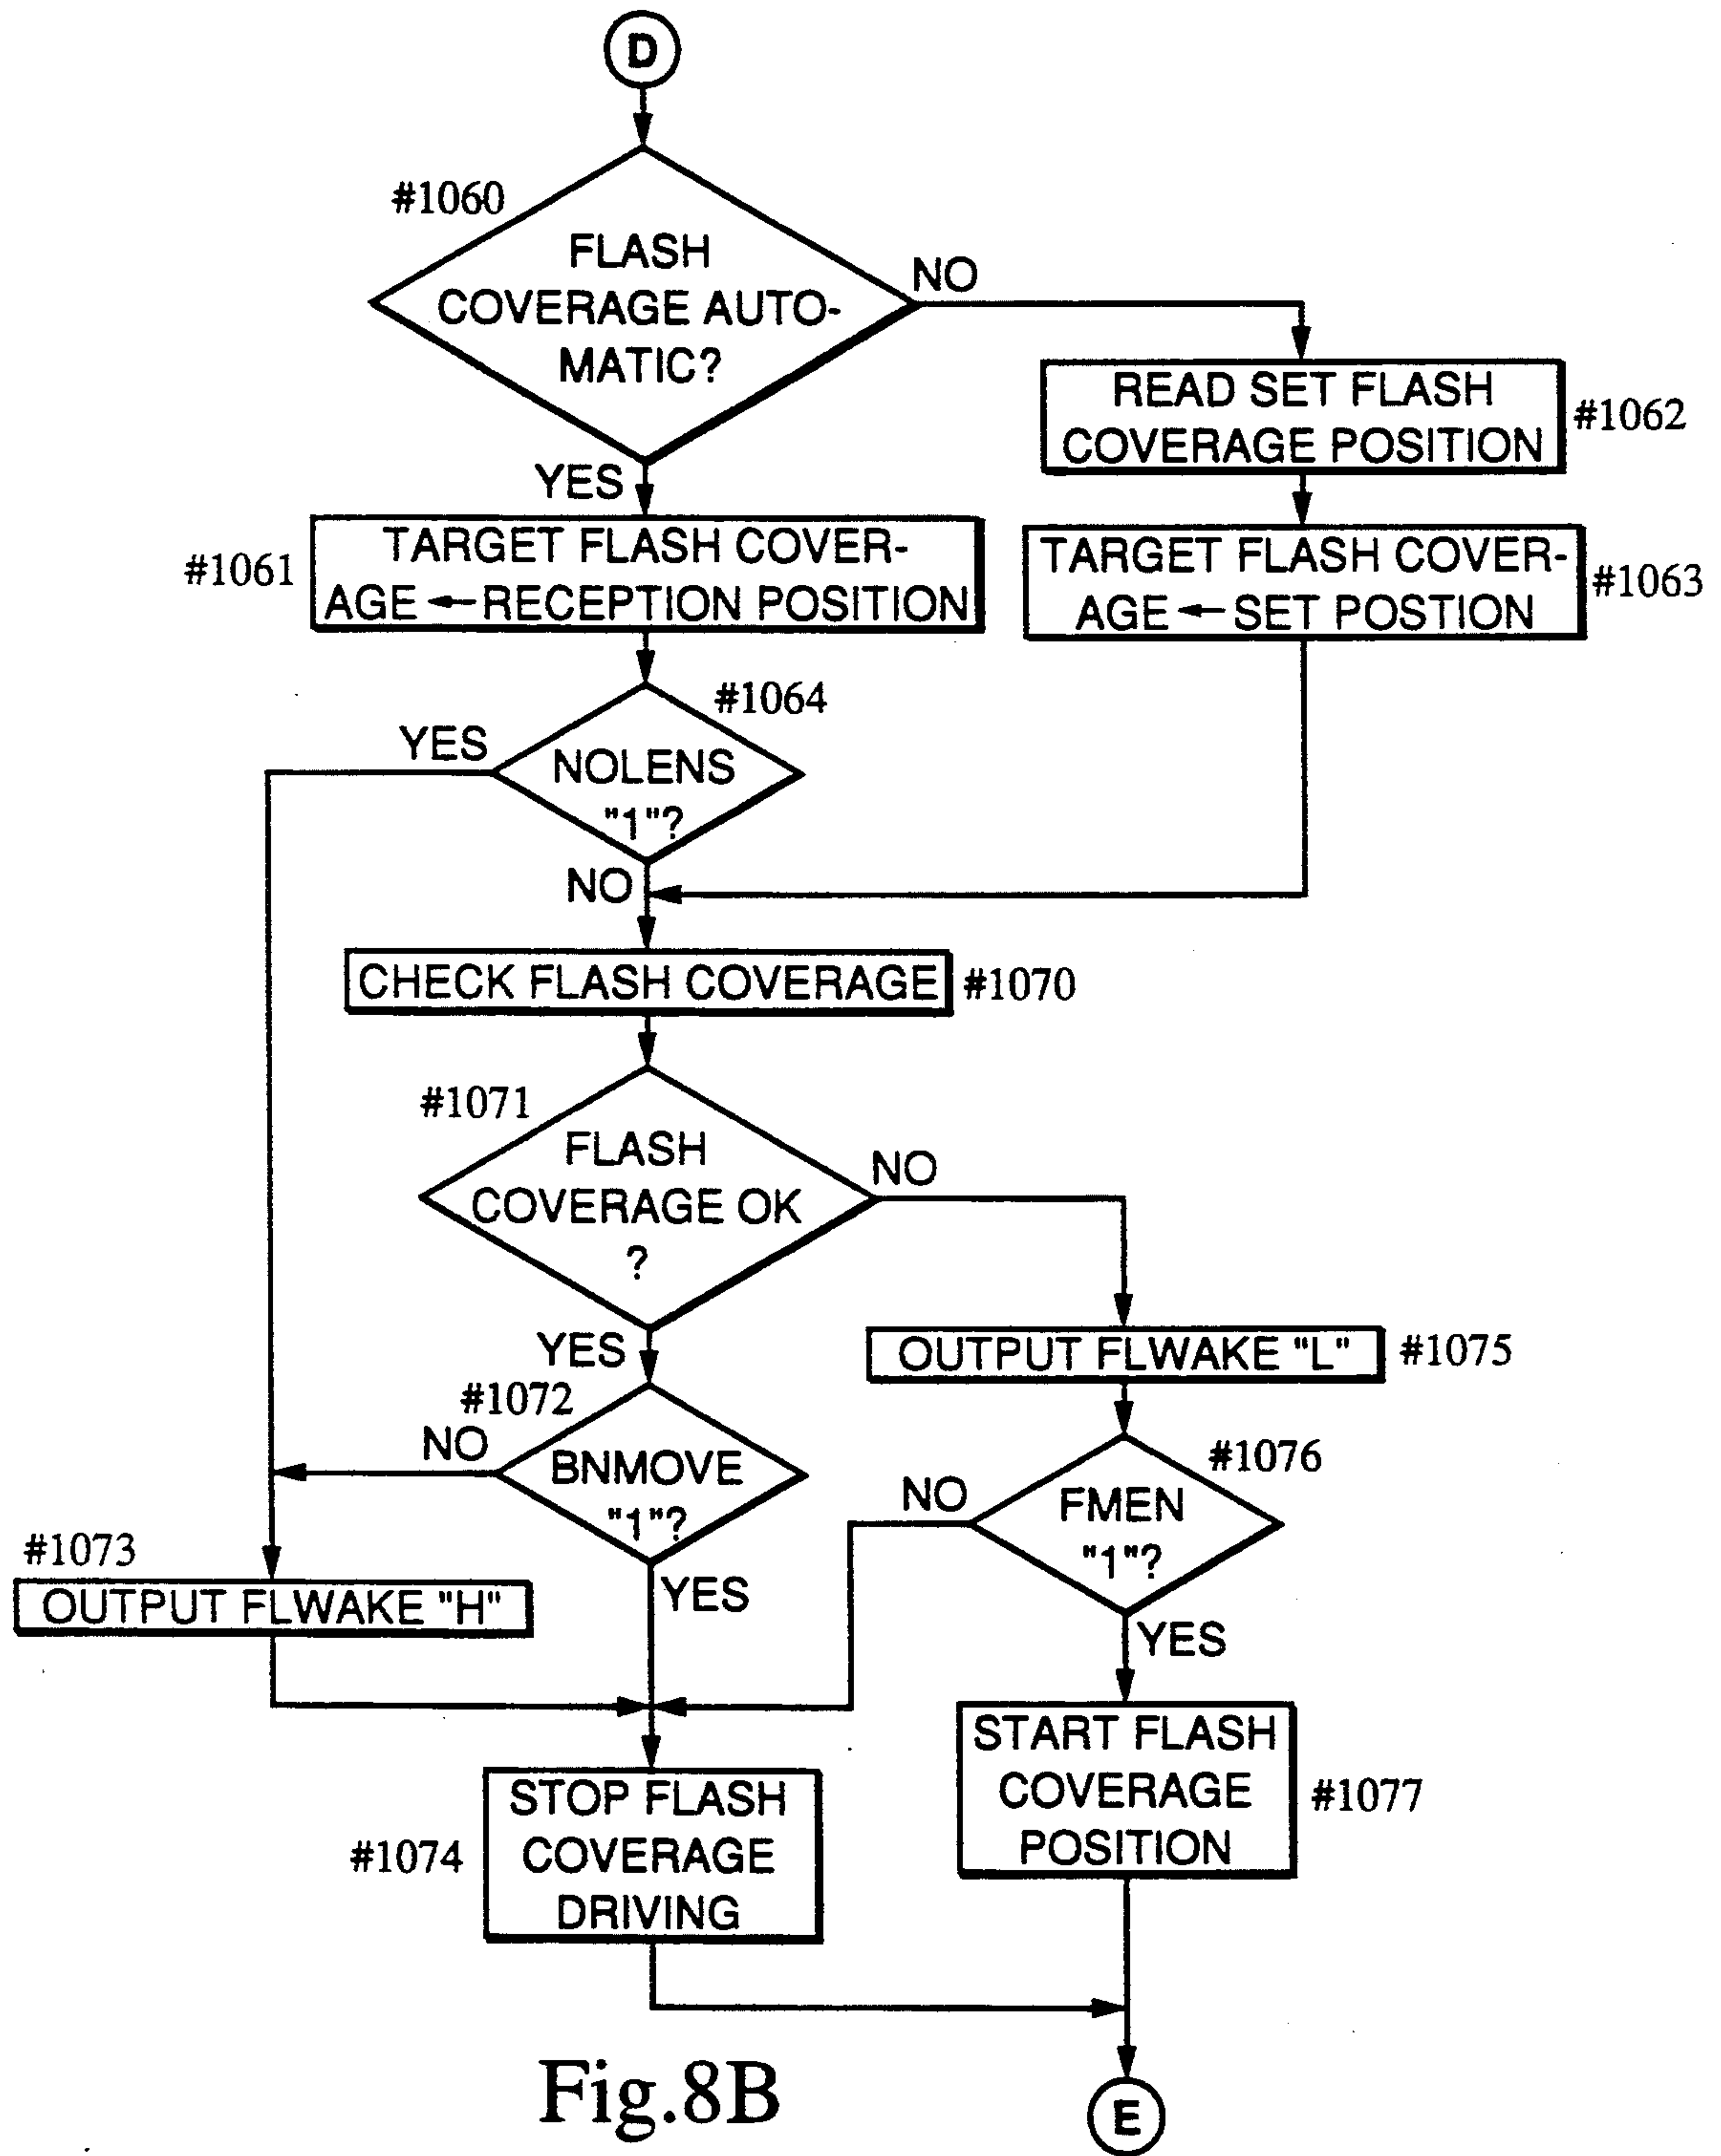 D
#1060
FLASH
COVERAGE AUTO-
MATIC?
NO
YES
READ SET FLASH
COVERAGE POSITION
#1062
#1061
TARGET FLASH COVER-
AGE ← RECEPTION POSITION
TARGET FLASH COVER-
AGE ← SET POSTION
#1063
#1064
YES
NOLENS
"1"?
NO
CHECK FLASH COVERAGE
#1070
#1071
FLASH
COVERAGE OK
?
NO
YES
OUTPUT FLWAKE "L"
#1075
#1072
NO
BNMOVE
"1"?
YES
#1076
NO
FMEN
"1"?
YES
#1073
OUTPUT FLWAKE "H"
#1074
STOP FLASH
COVERAGE
DRIVING
START FLASH
COVERAGE
POSITION
#1077
Fig.8B
E